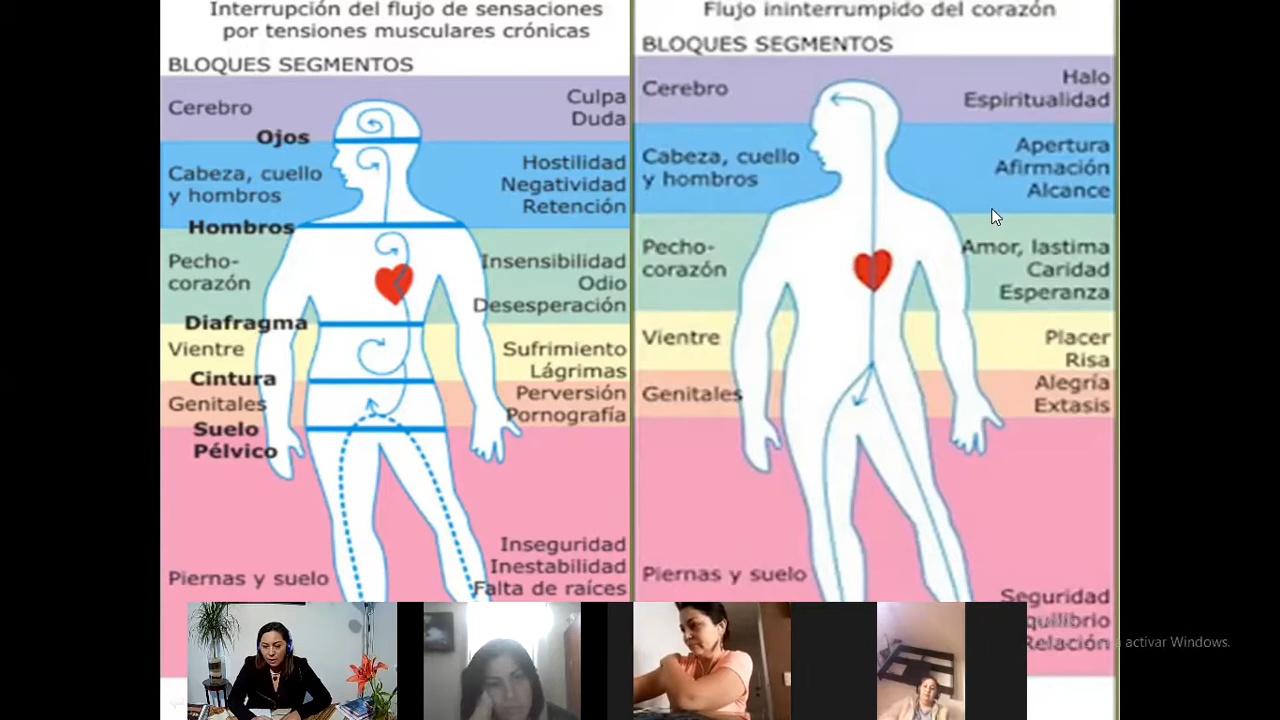 Interrupción del flujo de sensaciones
por tensiones musculares crónicas
BLOQUES SEGMENTOS
Cerebro
Culpa
Duda
Ojos
Cabeza, cuello
y hombros
Hostilidad
Negatividad
Retención
Hombros
Pecho-
corazón
Insensibilidad
Odio
Desesperación
Diafragma
Vientre
Sufrimiento
Lágrimas
Cintura
Genitales
Perversión
Pornografía
Suelo
Pélvico
Piernas y suelo
Inseguridad
Inestabilidad
Falta de raíces
Flujo ininterrumpido del corazón
BLOQUES SEGMENTOS
Cerebro
Halo
Espiritualidad
Cabeza, cuello
y hombros
Apertura
Afirmación
Alcance
Pecho-
corazón
Amor, lastima
Caridad
Esperanza
Vientre
Placer
Risa
Genitales
Alegría
Extasis
Piernas y suelo
Seguridad
quilibrio
Relación
a activar Windows.